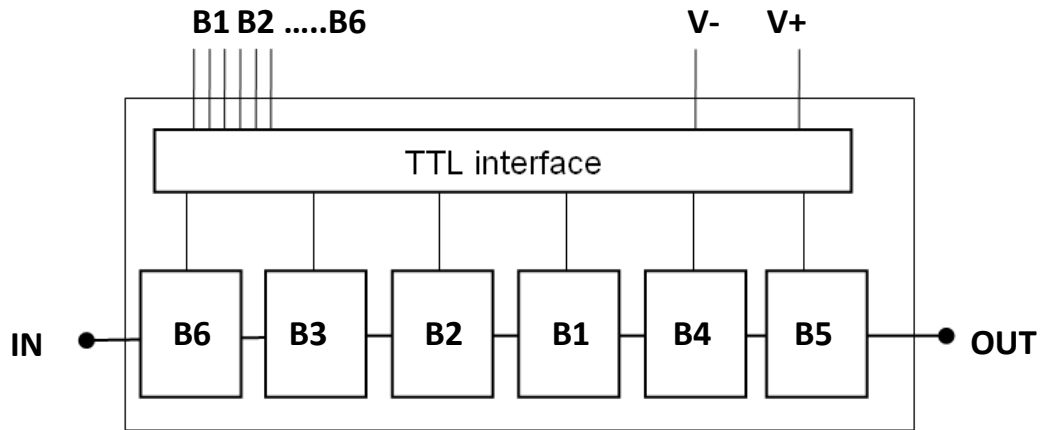 B1 B2 .....B6 V- V+
TTL interface
IN B6 B3 B2 B1 B4 B5 OUT